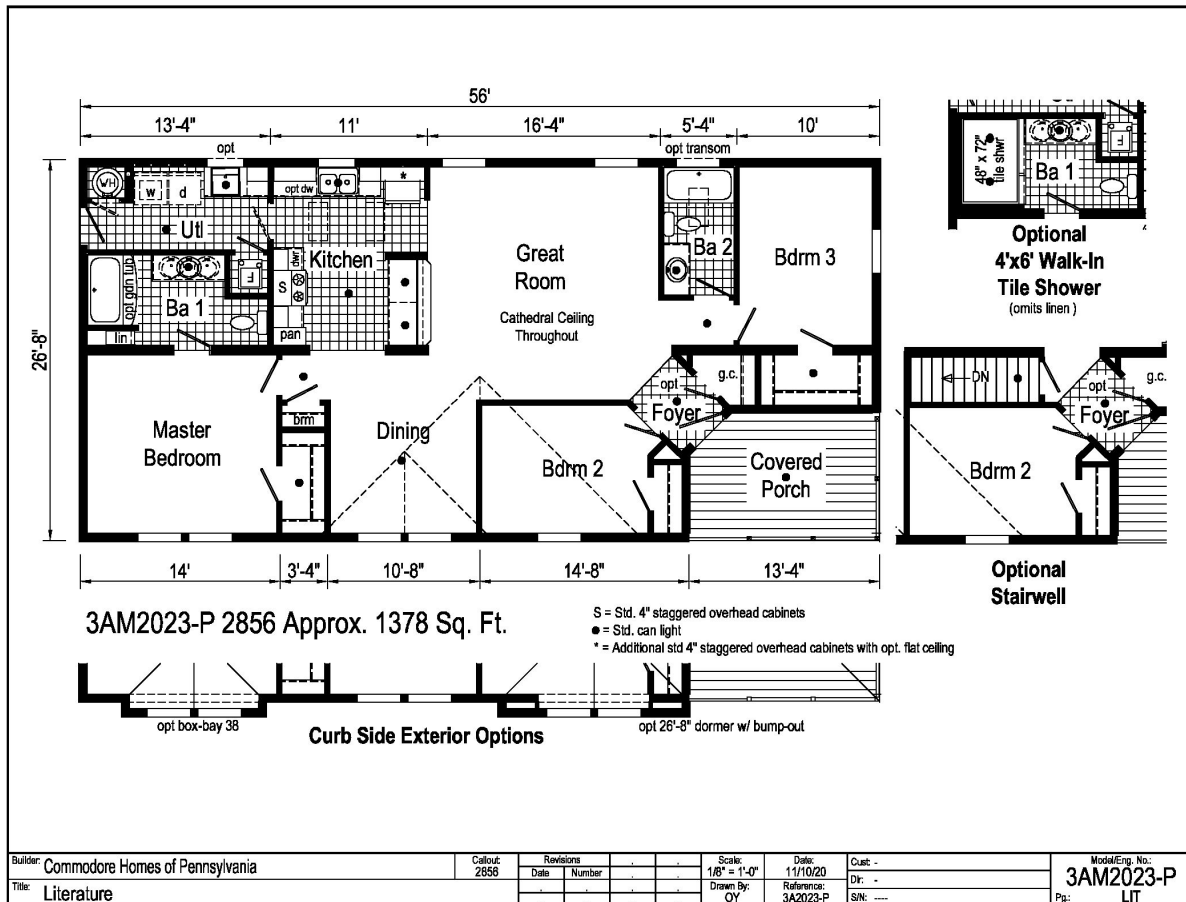 56'
13'-4"
11'
16'-4"
5'-4"
10'
opt
opt transom
26'-8"
WH
w
d
opt dw
*
Utl
Kitchen
Great
Room
Cathedral Ceiling
Throughout
Ba 2
L
Bdrm 3
opt gdn tub
L
Ba 1
lin
S
dwr
pan
Master
Bedroom
brm
Dining
Bdrm 2
opt
Foyer
g.c.
Covered
Porch
14'
3'-4"
10'-8"
14'-8"
13'-4"
48" x 72"
tile shwr
Ba 1
L
Optional
4'x6' Walk-In
Tile Shower
(omits linen )
DN
opt
g.c.
Foyer
Bdrm 2
Optional
Stairwell
3AM2023-P 2856 Approx. 1378 Sq. Ft.
S = Std. 4" staggered overhead cabinets
● = Std. can light
* = Additional std 4" staggered overhead cabinets with opt. flat ceiling
opt box-bay 38
opt 26'-8" dormer w/ bump-out
Curb Side Exterior Options
Builder: Commodore Homes of Pennsylvania
Title: Literature
Callout:
2856
Revisions
Date Number
Scale:
1/8" = 1'-0"
Drawn By:
OY
Date:
11/10/20
Reference:
3A2023-P
Cust: -
Dir: -
S/N: ----
Model/Eng. No.:
3AM2023-P
Pg.: LIT